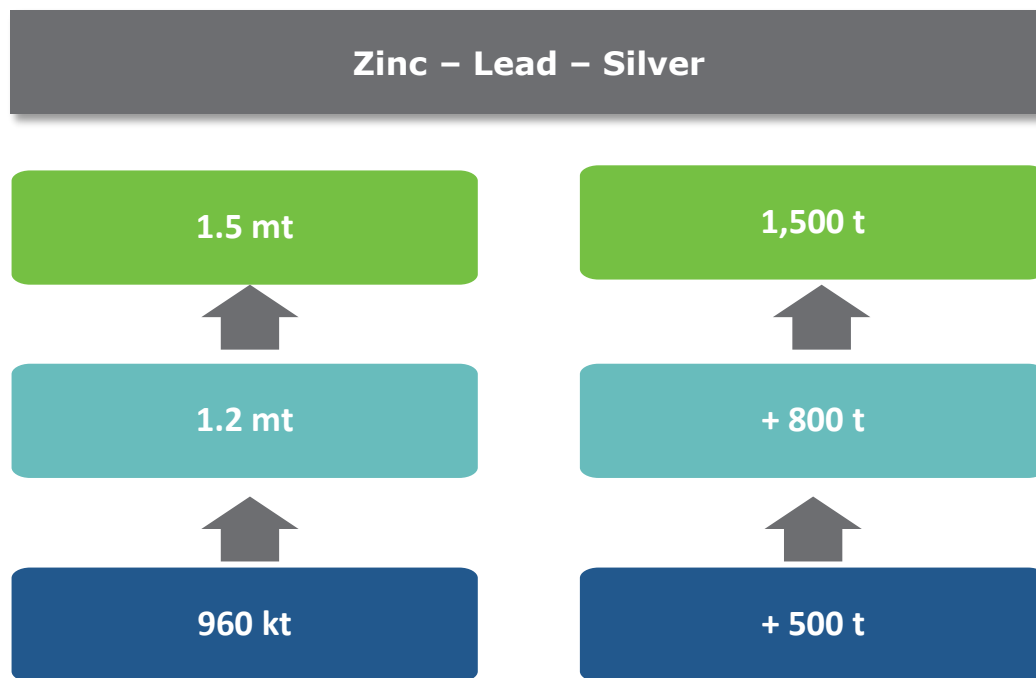 Zinc – Lead – Silver
1.5 mt
1,500 t
1.2 mt
+ 800 t
960 kt
+ 500 t